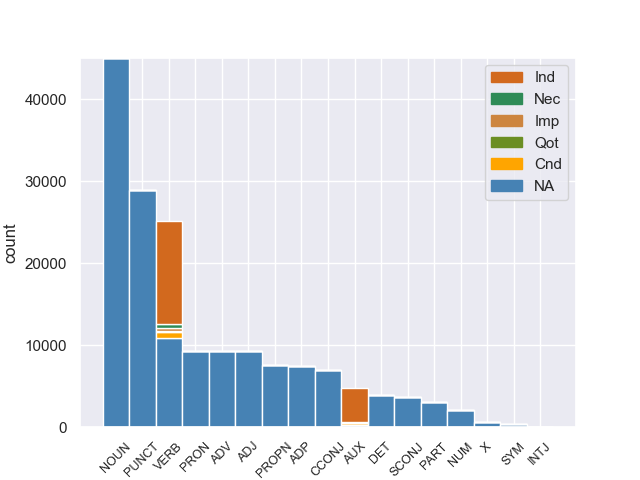 Ind
Nec
Imp
Qot
Cnd
NA
40000
30000
20000
10000
0
count
NOUN
PUNCT
VERB
PRON
ADV
ADJ
PROPN
ADP
CCONJ
AUX
DET
SCONJ
PART
NUM
X
SYM
INTJ